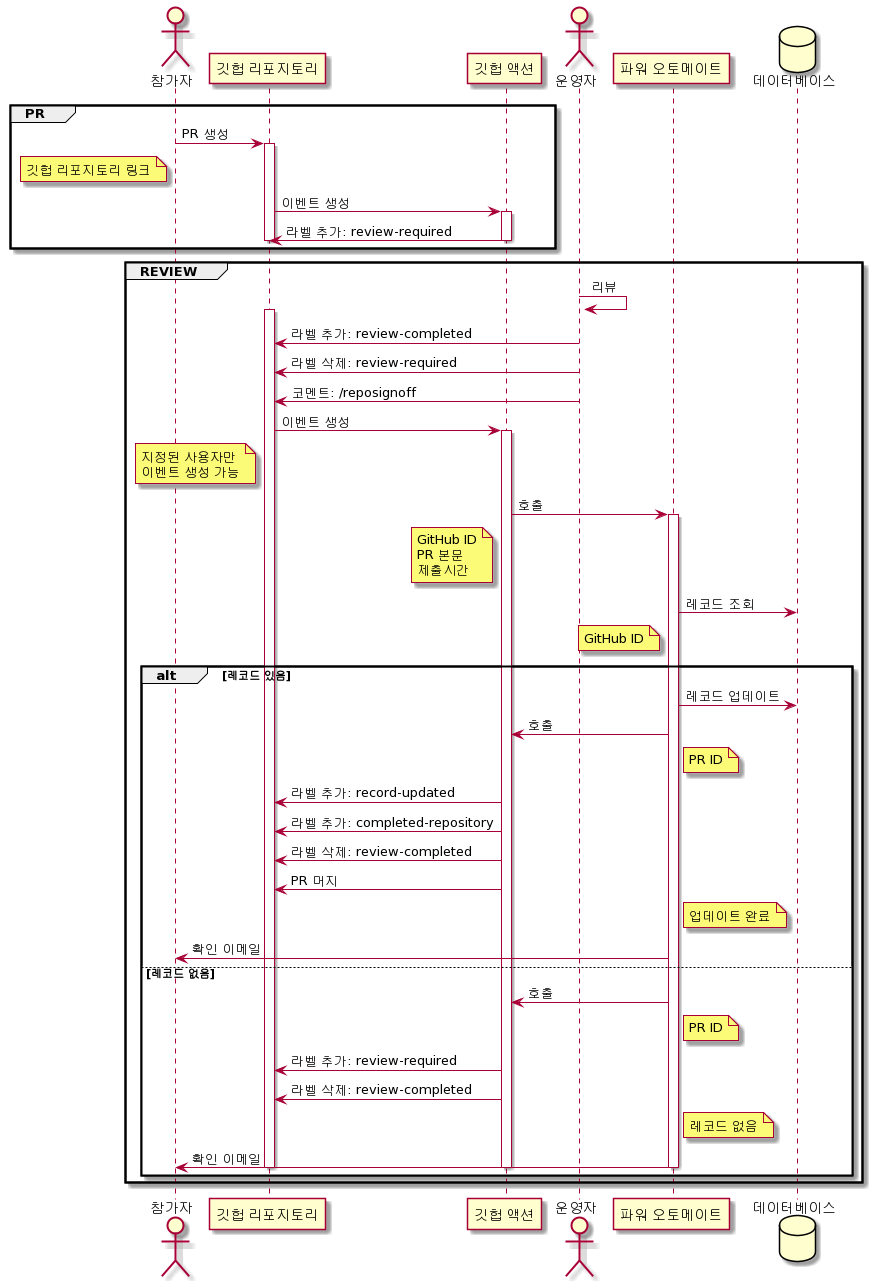 참가자
깃헙 리포지토리
깃헙 액션
운영자
파워 오토메이트
데이터베이스
PR
PR 생성
깃헙 리포지토리 링크
이벤트 생성
라벨 추가: review-required
REVIEW
리뷰
라벨 추가: review-completed
라벨 삭제: review-required
코멘트: /reposignoff
이벤트 생성
지정된 사용자만
이벤트 생성 가능
호출
GitHub ID
PR 본문
제출시간
레코드 조회
GitHub ID
alt
[레코드 있음]
레코드 업데이트
호출
PR ID
라벨 추가: record-updated
라벨 추가: completed-repository
라벨 삭제: review-completed
PR 머지
업데이트 완료
확인 이메일
[레코드 없음]
호출
PR ID
라벨 추가: review-required
라벨 삭제: review-completed
레코드 없음
확인 이메일
참가자
깃헙 리포지토리
깃헙 액션
운영자
파워 오토메이트
데이터베이스